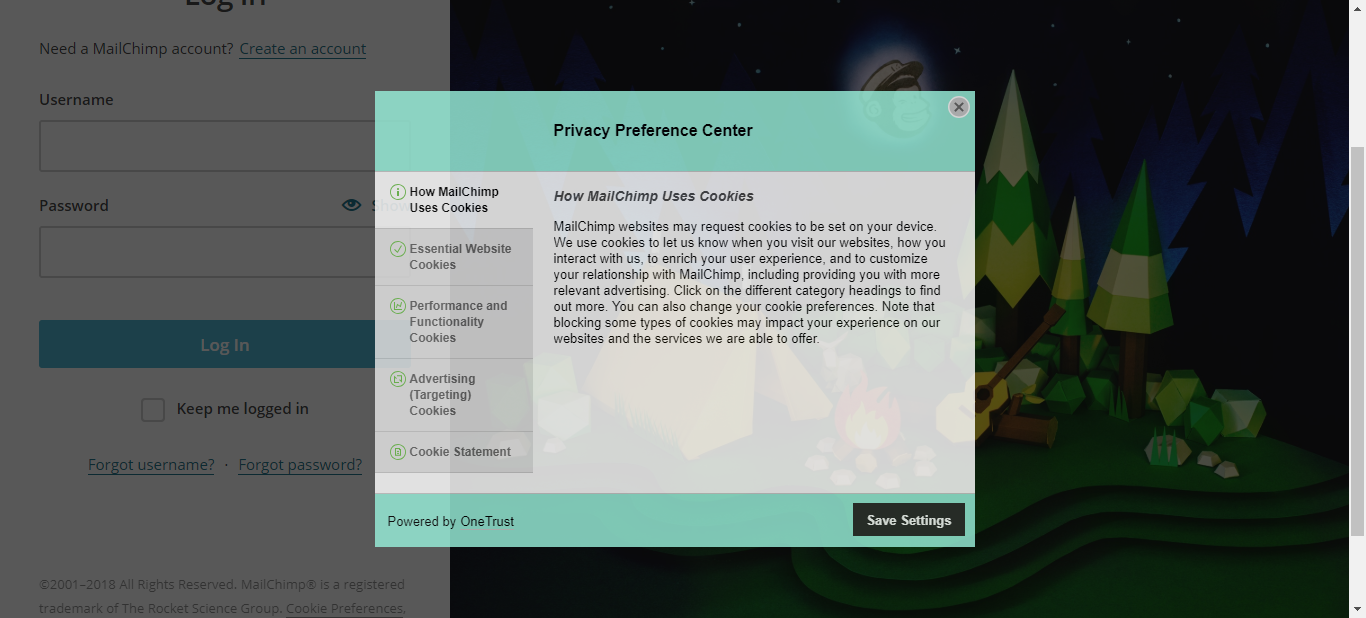 Log In
Need a MailChimp account? Create an account
Username
Password
Show
Log In
Keep me logged in
Forgot username? · Forgot password?
©2001–2018 All Rights Reserved. MailChimp® is a registered
trademark of The Rocket Science Group. Cookie Preferences,
Privacy Preference Center
How MailChimp
Uses Cookies
Essential Website
Cookies
Performance and
Functionality
Cookies
Advertising
(Targeting)
Cookies
Cookie Statement
How MailChimp Uses Cookies
MailChimp websites may request cookies to be set on your device.
We use cookies to let us know when you visit our websites, how you
interact with us, to enrich your user experience, and to customize
your relationship with MailChimp, including providing you with more
relevant advertising. Click on the different category headings to find
out more. You can also change your cookie preferences. Note that
blocking some types of cookies may impact your experience on our
websites and the services we are able to offer.
Powered by OneTrust
Save Settings